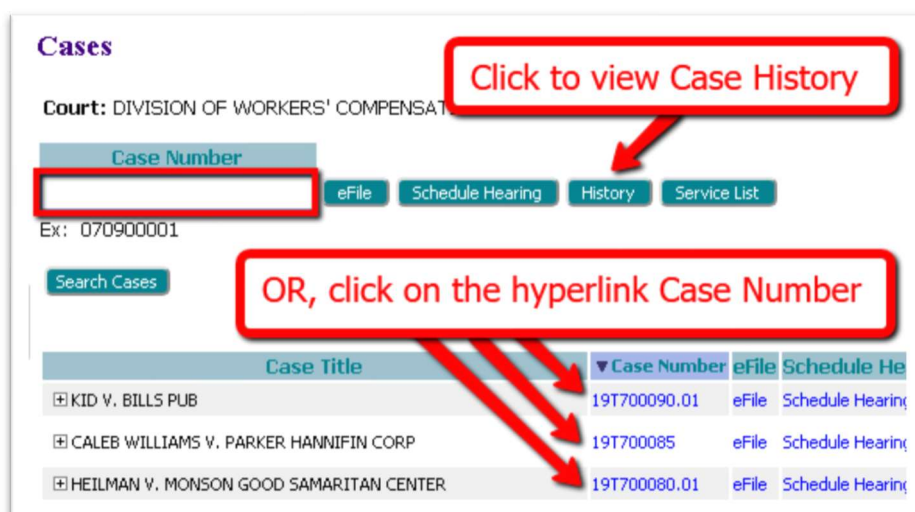 Cases
Click to view Case History
Court: DIVISION OF WORKERS' COMPENSAT
Case Number
eFile Schedule Hearing History Service List
Ex: 070900001
Search Cases
OR, click on the hyperlink Case Number
Case Title ▼Case Number eFile Schedule He
KID V. BILLS PUB 19T700090.01 eFile Schedule Hearing
CALEB WILLIAMS V. PARKER HANNIFIN CORP 19T700085 eFile Schedule Hearing
HEILMAN V. MONSON GOOD SAMARITAN CENTER 19T700080.01 eFile Schedule Hearing